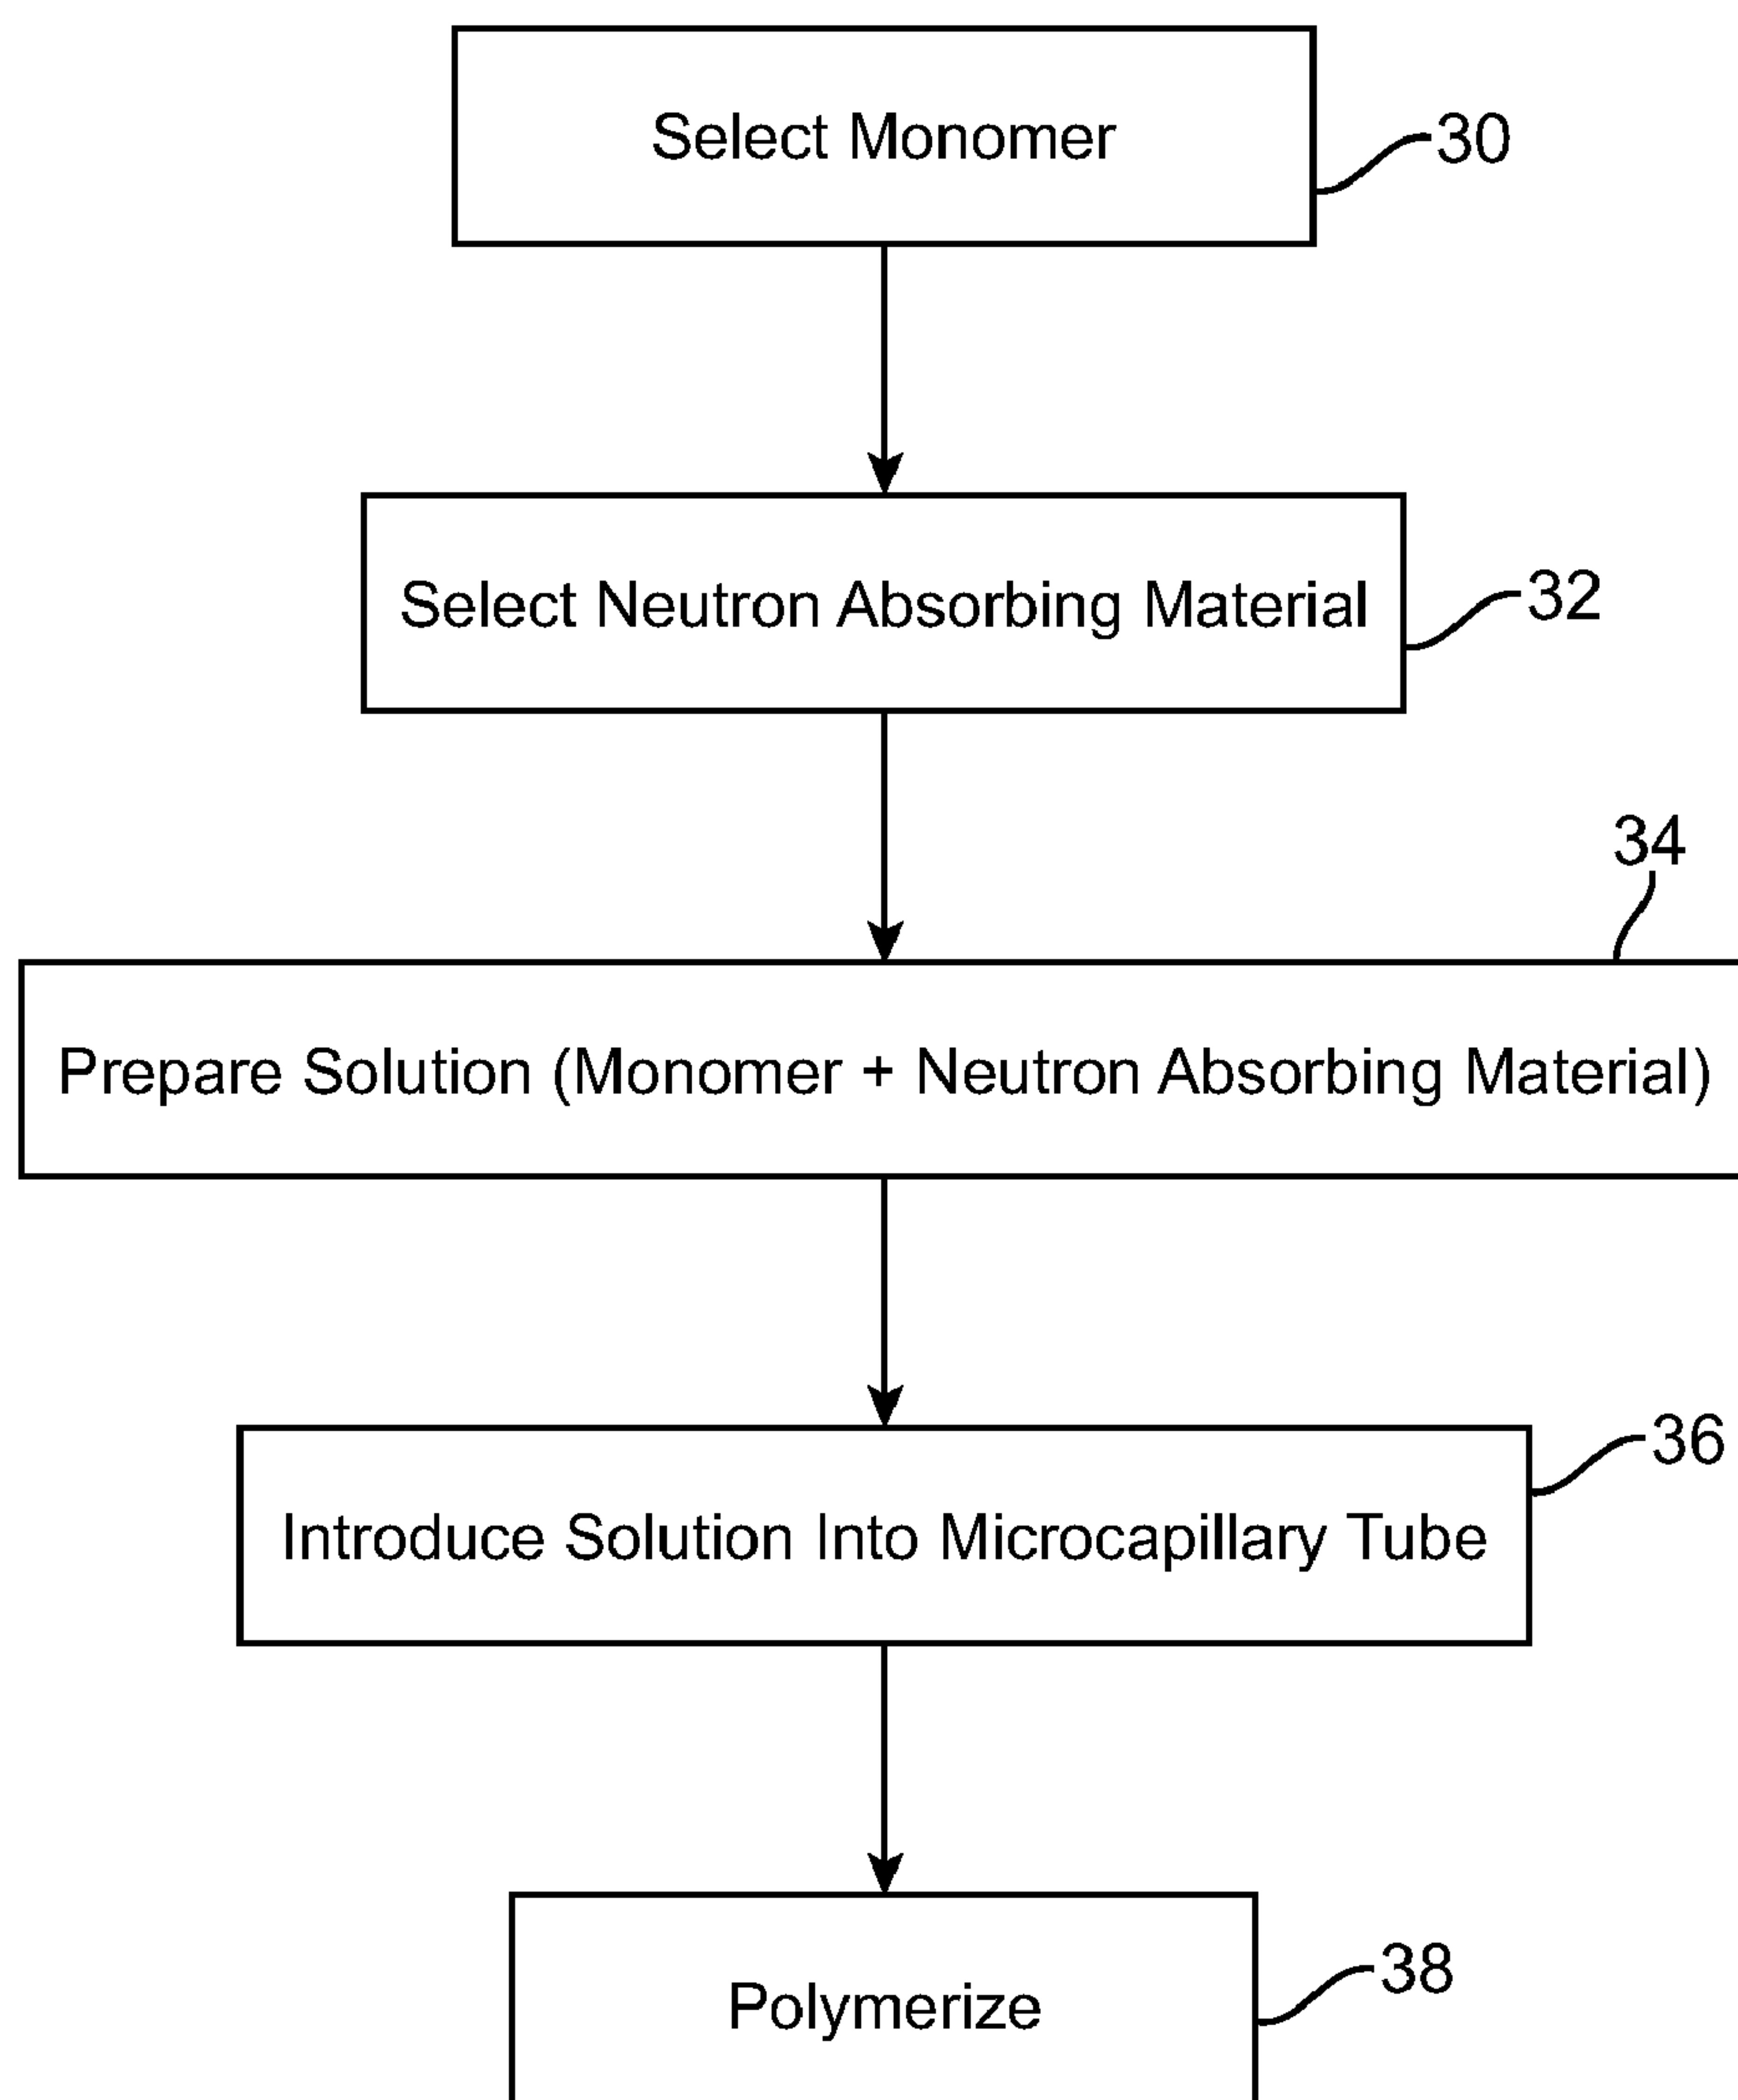 Select Monomer
30
Select Neutron Absorbing Material
32
34
Prepare Solution (Monomer + Neutron Absorbing Material)
36
Introduce Solution Into Microcapillary Tube
Polymerize
38